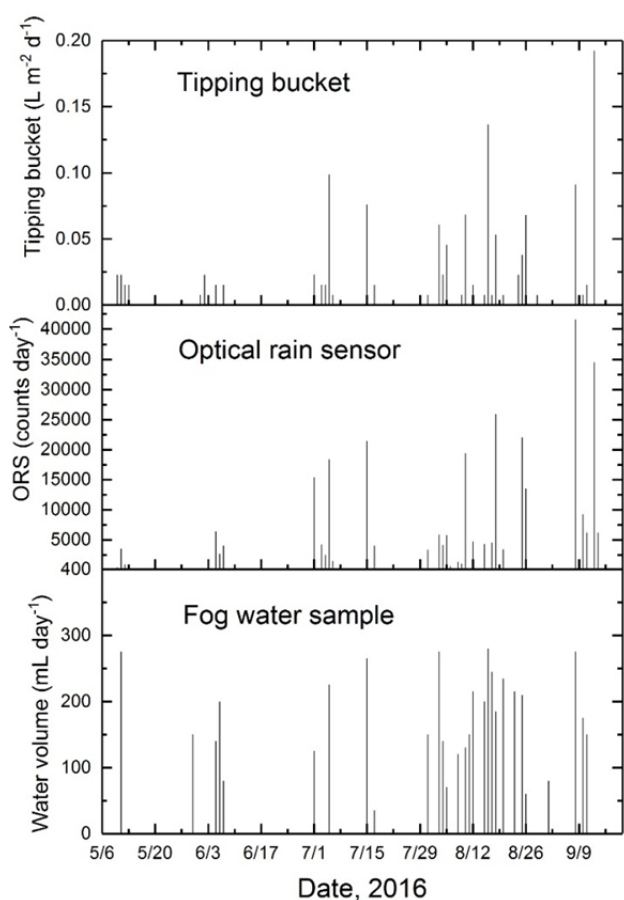 Tipping bucket (L m⁻² d⁻¹)
0.20
0.15
0.10
0.05
0.00
Tipping bucket
ORS (counts day⁻¹)
40000
35000
30000
25000
20000
15000
10000
5000
Optical rain sensor
Water volume (mL day⁻¹)
400
300
200
100
0
Fog water sample
5/6 5/20 6/3 6/17 7/1 7/15 7/29 8/12 8/26 9/9
Date, 2016